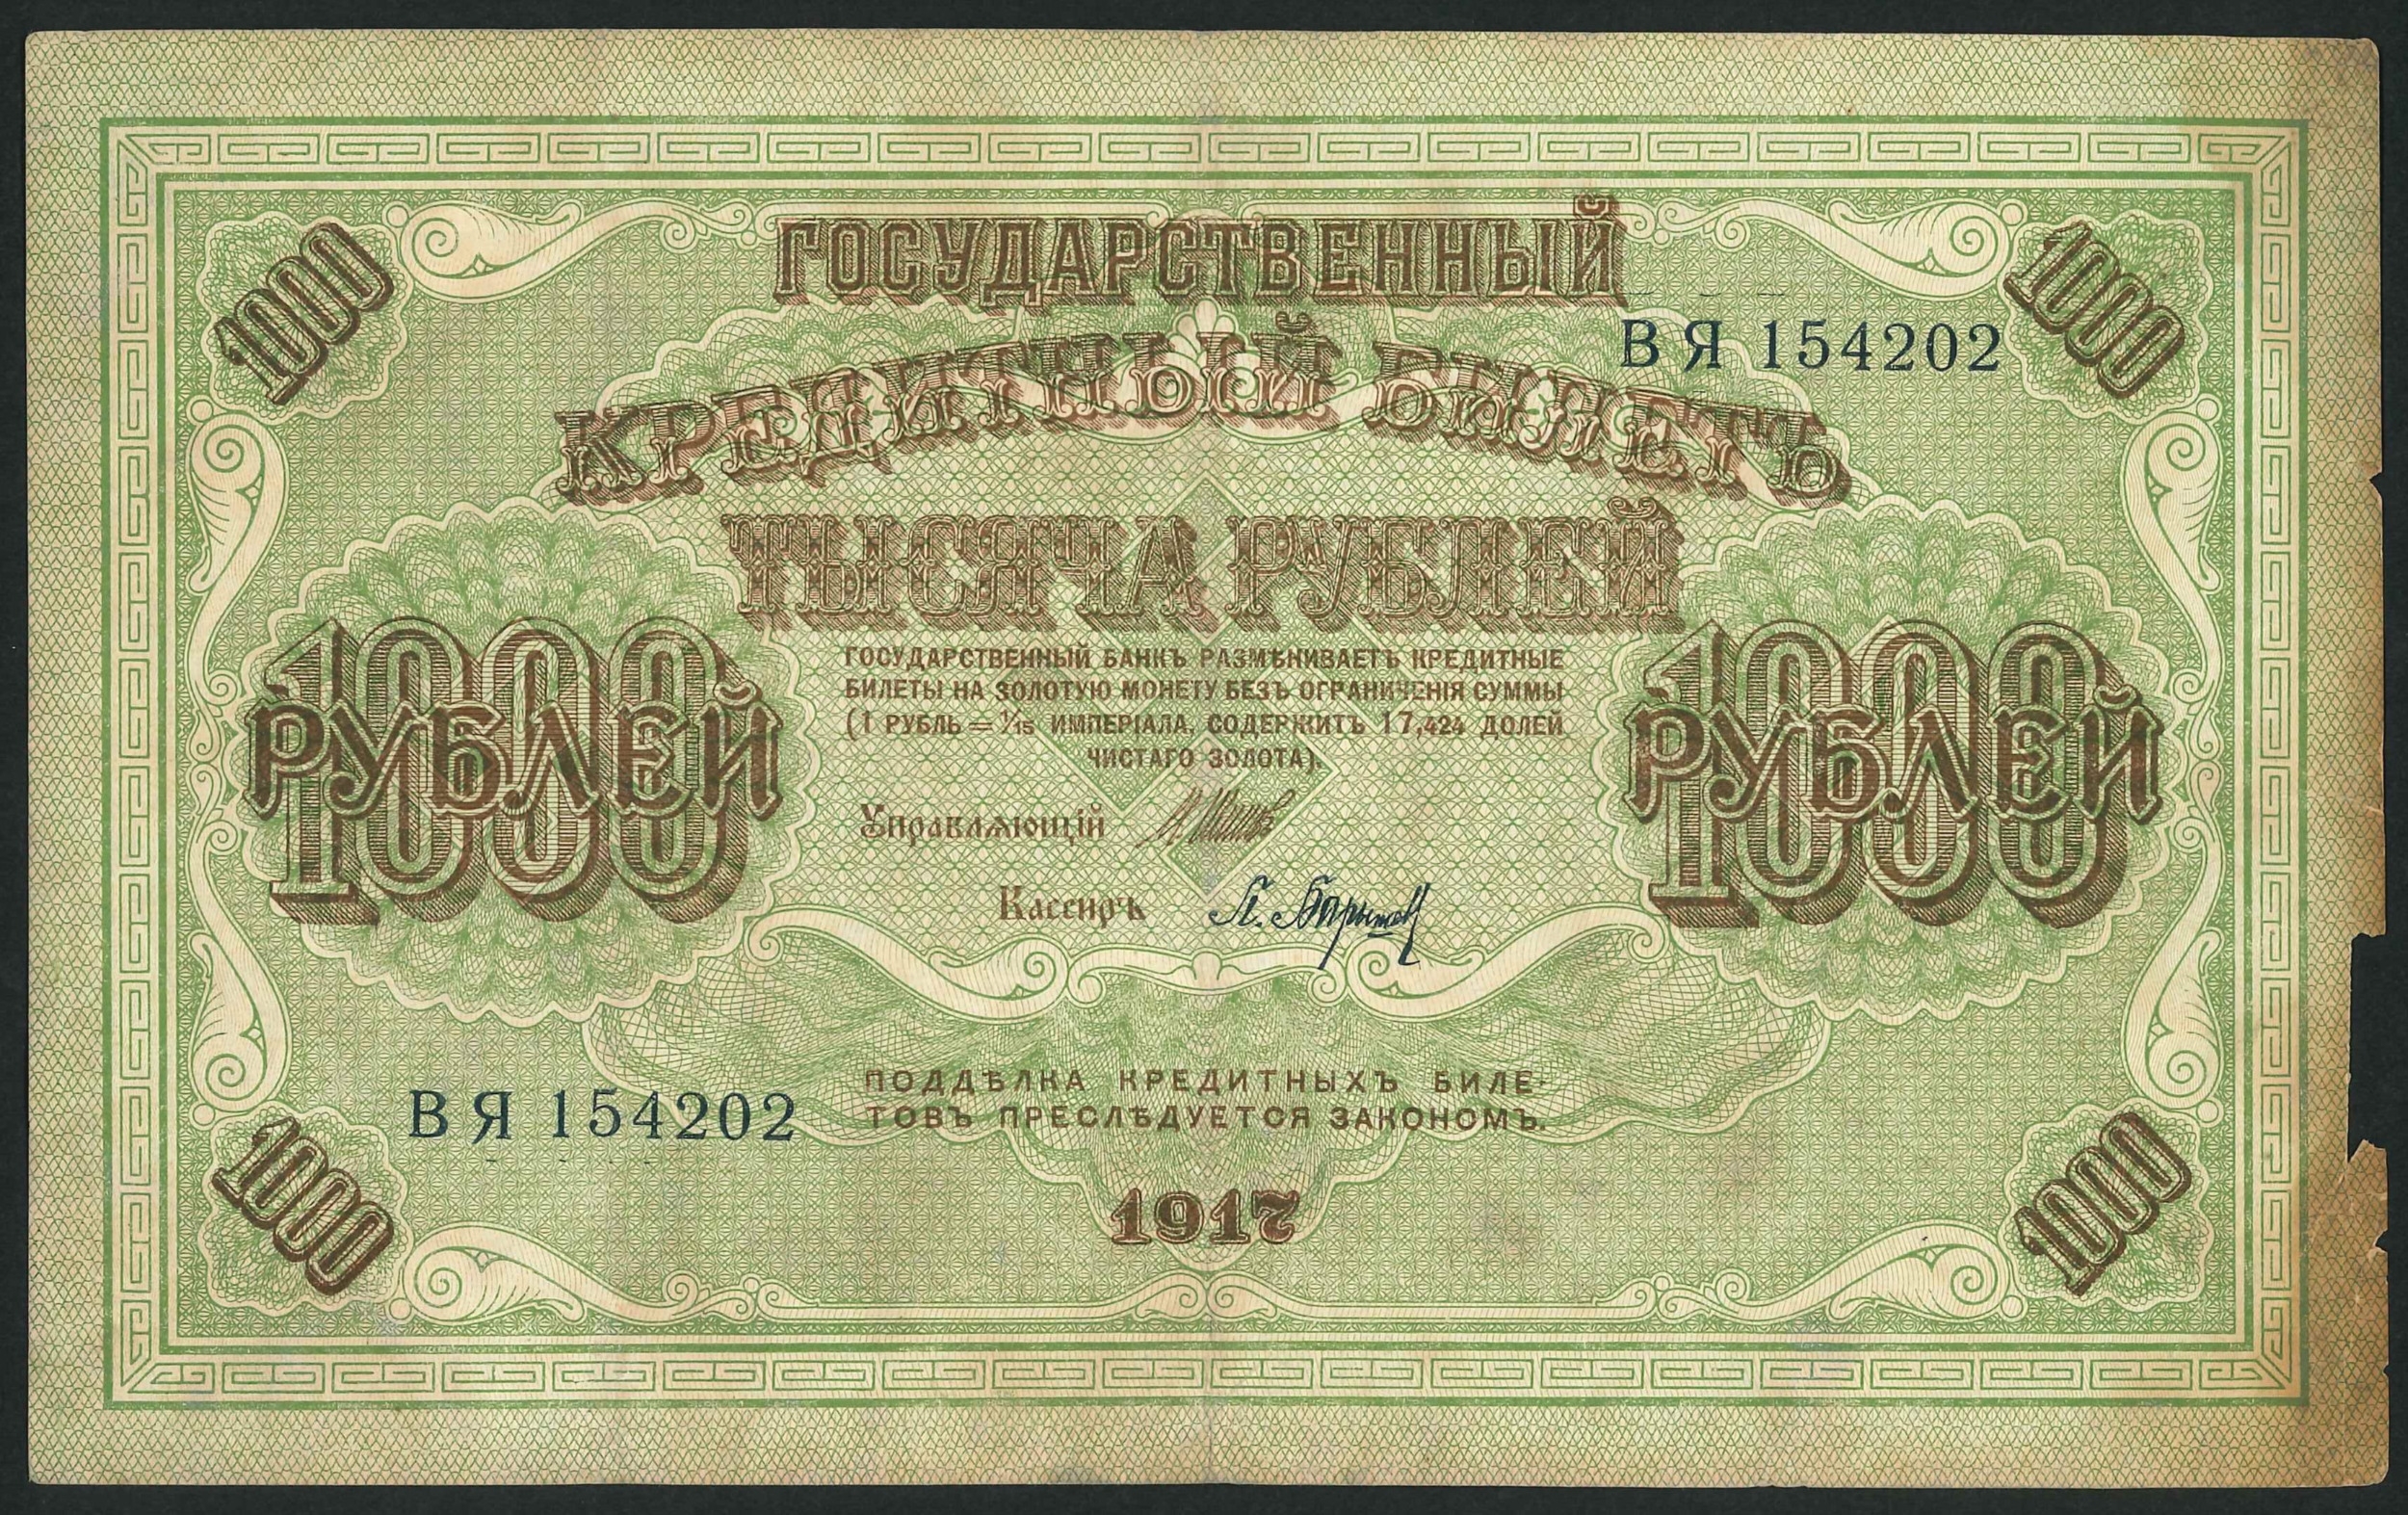 1000
ГОСУДАРСТВЕННЫЙ
1000
ВЯ 154202
КРЕДИТНЫЙ БИЛЕТЪ
ТЫСЯЧА РУБЛЕЙ
1000
РУБЛЕЙ
ГОСУДАРСТВЕННЫЙ БАНКЪ РАЗМѢНИВАЕТЪ КРЕДИТНЫЕ
БИЛЕТЫ НА ЗОЛОТУЮ МОНЕТУ БЕЗЪ ОГРАНИЧЕНІЯ СУММЫ
(1 РУБЛЬ = 1/15 ИМПЕРІАЛА, СОДЕРЖИТЪ 17,424 ДОЛЕЙ
ЧИСТАГО ЗОЛОТА).
1000
РУБЛЕЙ
Управляющій
Кассиръ
ВЯ 154202
ПОДДѢЛКА КРЕДИТНЫХЪ БИЛЕ-
ТОВЪ ПРЕСЛѢДУЕТСЯ ЗАКОНОМЪ.
1000
1917
1000